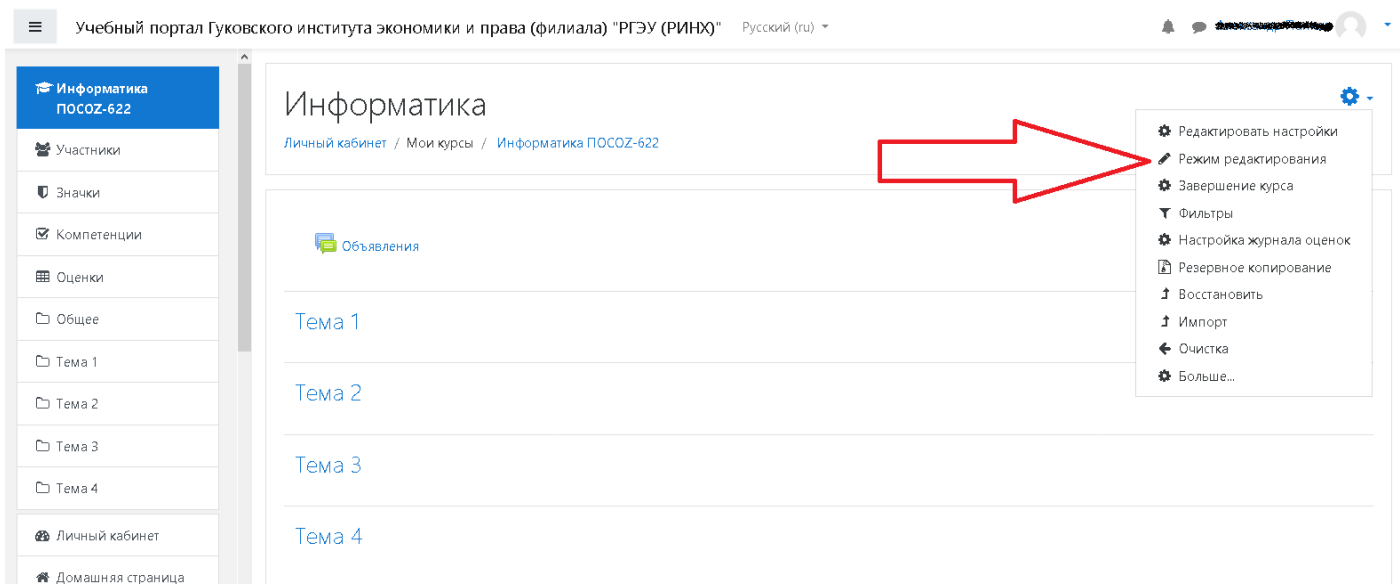 Учебный портал Гуковского института экономики и права (филиала) "РГЭУ (РИНХ)"
Русский (ru)
Информатика
ПОСОZ-622
Участники
Значки
Компетенции
Оценки
Общее
Тема 1
Тема 2
Тема 3
Тема 4
Личный кабинет
Домашняя страница
Информатика
Личный кабинет / Мои курсы / Информатика ПОСОZ-622
Редактировать настройки
Режим редактирования
Завершение курса
Фильтры
Настройка журнала оценок
Резервное копирование
Восстановить
Импорт
Очистка
Больше...
Объявления
Тема 1
Тема 2
Тема 3
Тема 4